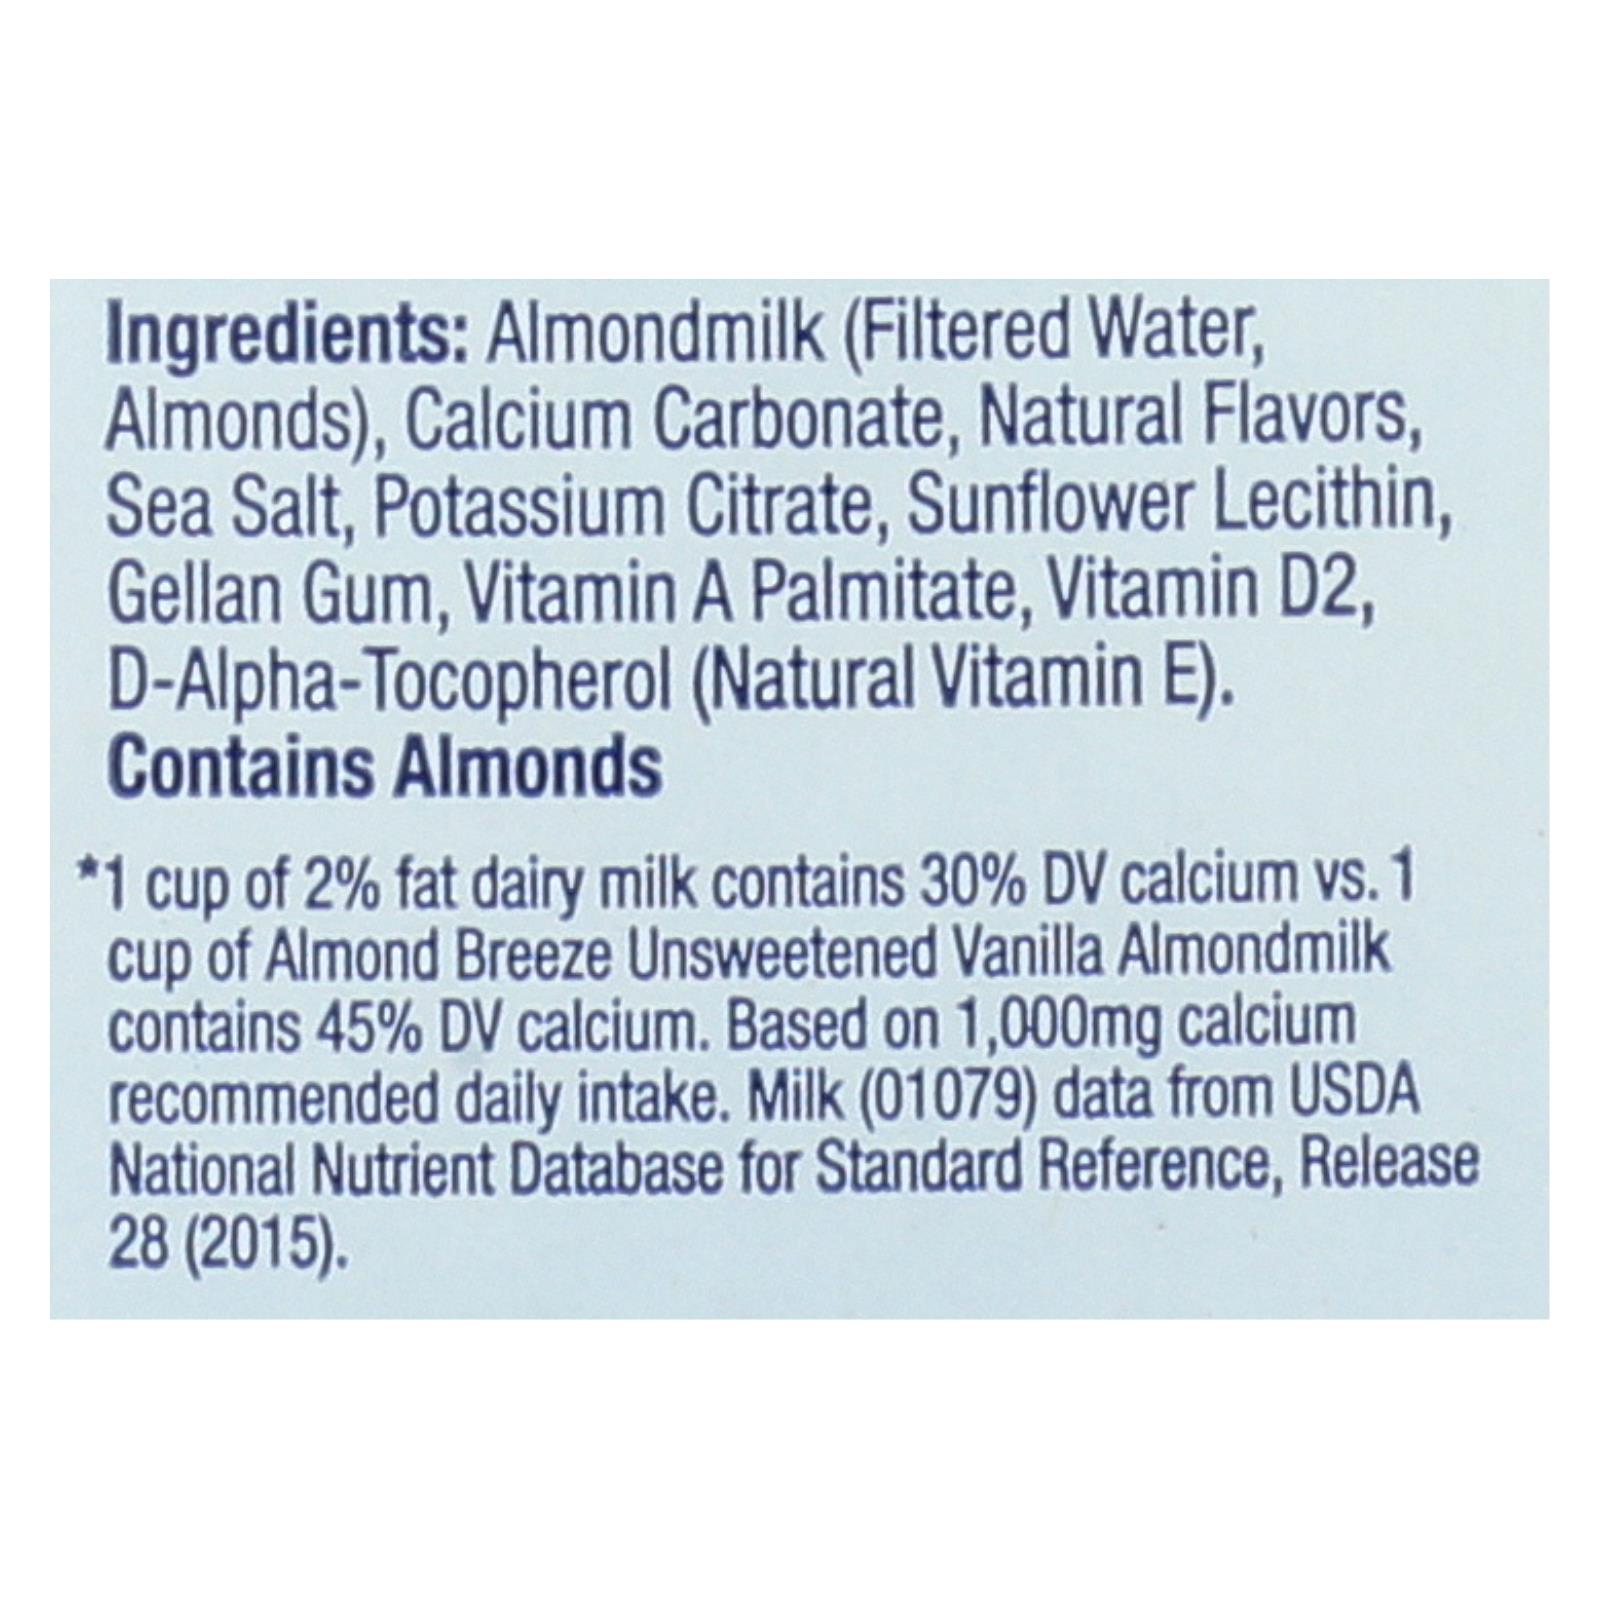 Ingredients: Almondmilk (Filtered Water,
Almonds), Calcium Carbonate, Natural Flavors,
Sea Salt, Potassium Citrate, Sunflower Lecithin,
Gellan Gum, Vitamin A Palmitate, Vitamin D2,
D-Alpha-Tocopherol (Natural Vitamin E).
Contains Almonds
*1 cup of 2% fat dairy milk contains 30% DV calcium vs. 1
cup of Almond Breeze Unsweetened Vanilla Almondmilk
contains 45% DV calcium. Based on 1,000mg calcium
recommended daily intake. Milk (01079) data from USDA
National Nutrient Database for Standard Reference, Release
28 (2015).